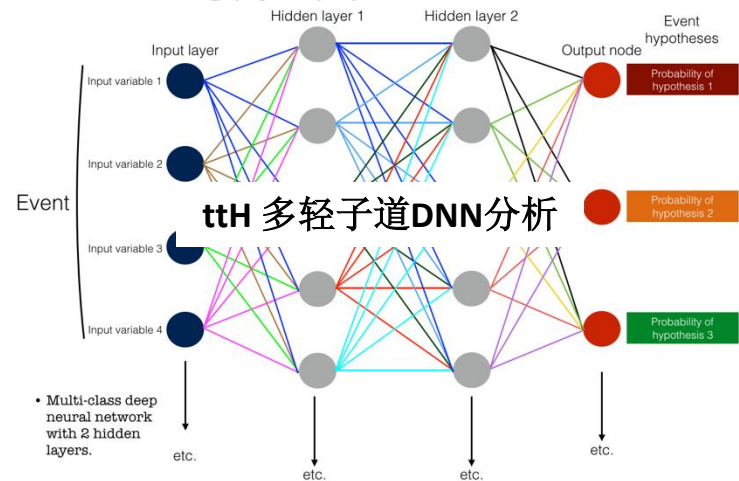 Hidden layer 1
Hidden layer 2
Event
hypotheses
Input layer
Output node
Input variable 1
Probability of
hypothesis 1
Input variable 2
Event
ttH 多轻子道DNN分析
Probability of
hypothesis 2
Input variable 3
Input variable 4
Probability of
hypothesis 3
• Multi-class deep
neural network
with 2 hidden
layers.
etc.
etc.
etc.
etc.